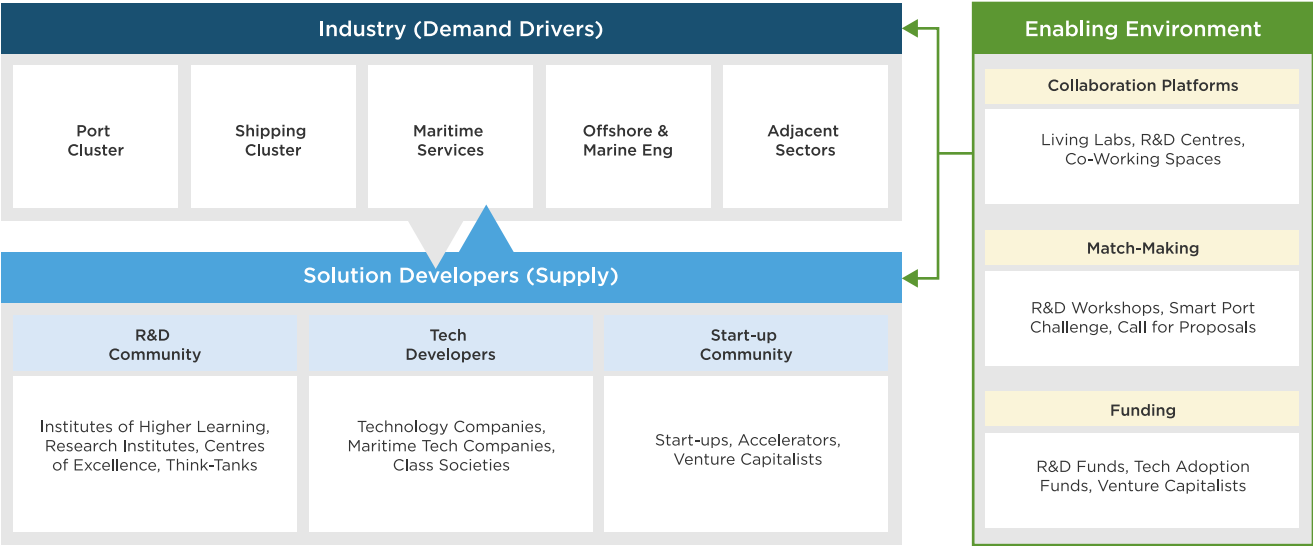 Industry (Demand Drivers)
Port
Cluster
Shipping
Cluster
Maritime
Services
Offshore &
Marine Eng
Adjacent
Sectors
Solution Developers (Supply)
R&D
Community
Institutes of Higher Learning,
Research Institutes, Centres
of Excellence, Think-Tanks
Tech
Developers
Technology Companies,
Maritime Tech Companies,
Class Societies
Start-up
Community
Start-ups, Accelerators,
Venture Capitalists
Enabling Environment
Collaboration Platforms
Living Labs, R&D Centres,
Co-Working Spaces
Match-Making
R&D Workshops, Smart Port
Challenge, Call for Proposals
Funding
R&D Funds, Tech Adoption
Funds, Venture Capitalists